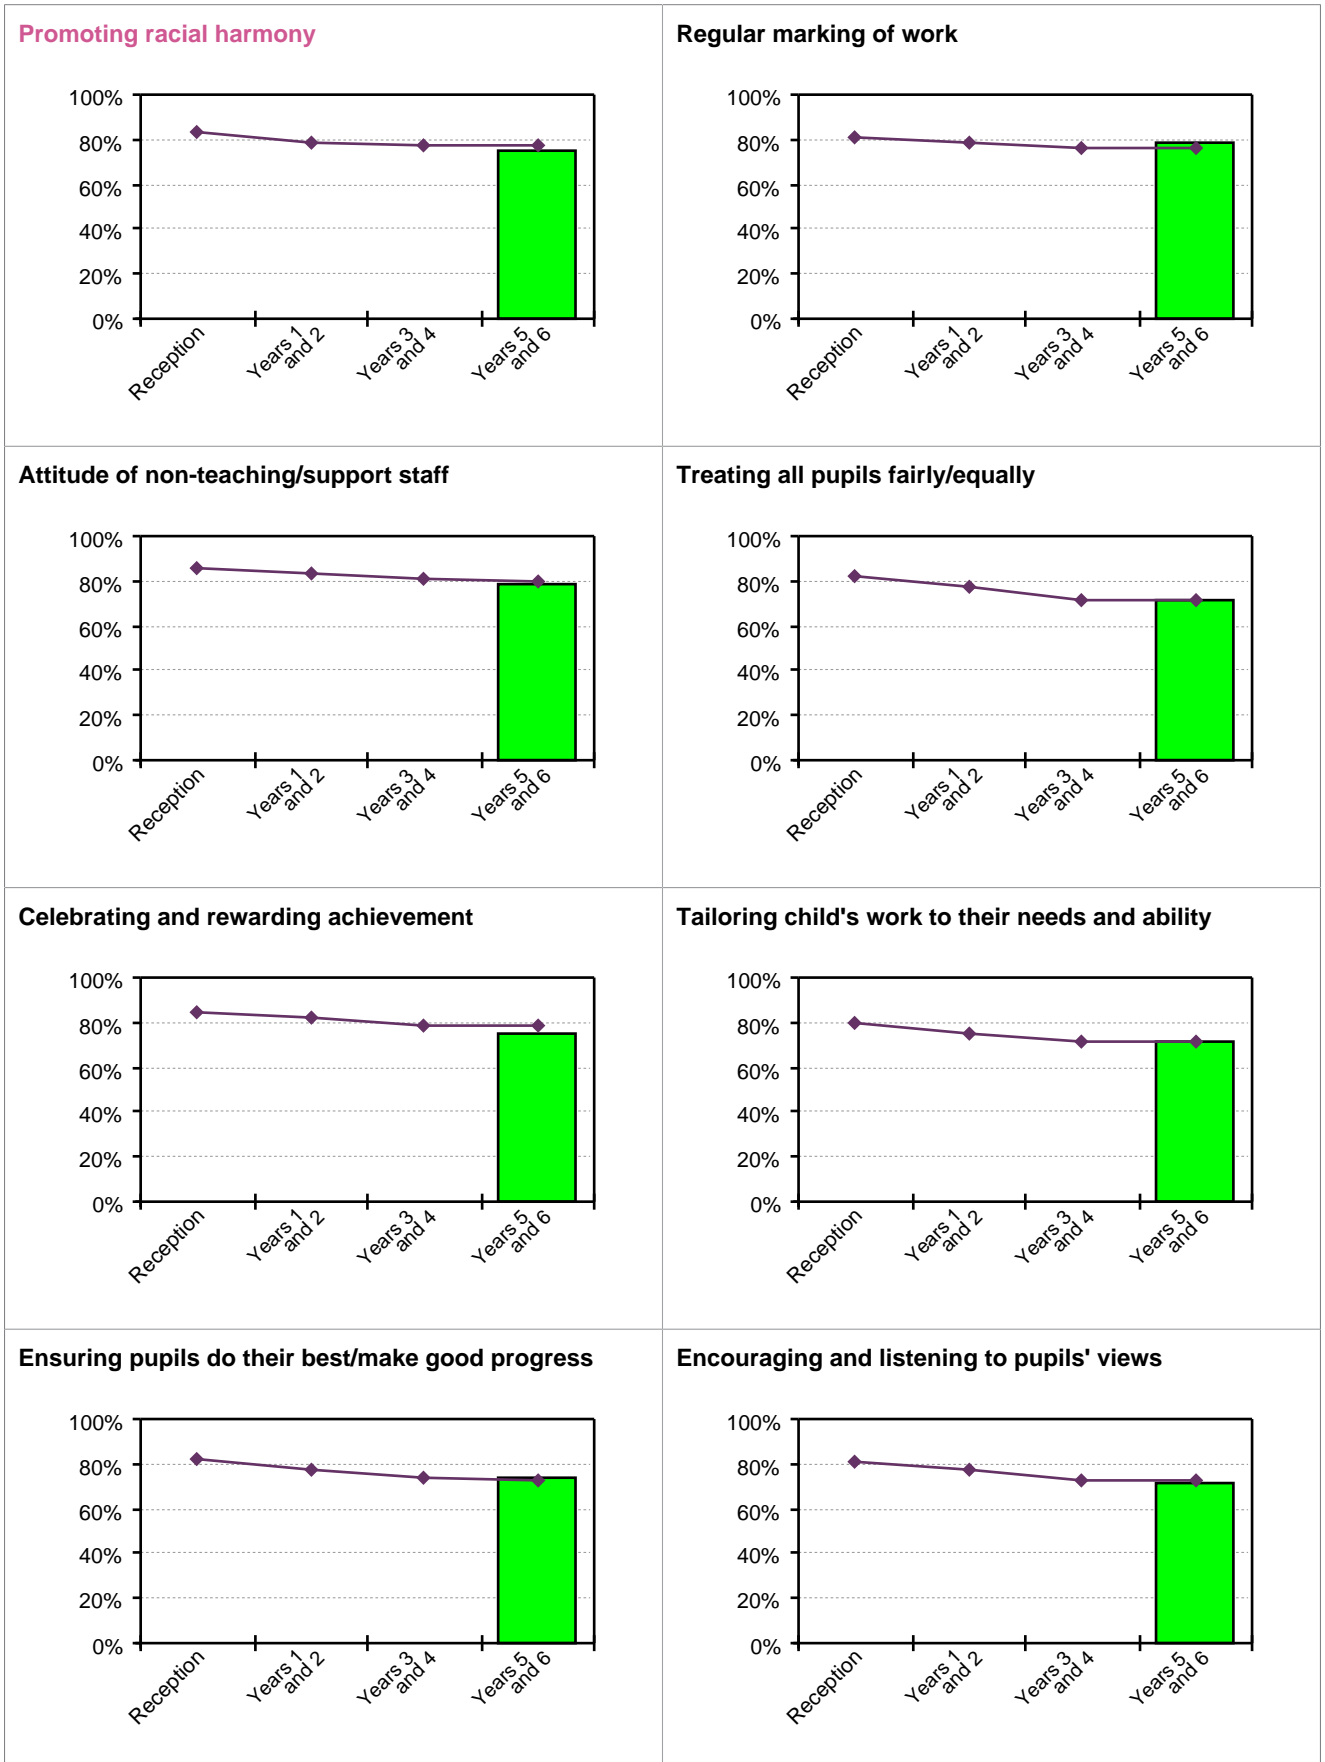 Promoting racial harmony
100%
80%
60%
40%
20%
0%
Reception
Years 1
and 2
Years 3
and 4
Years 5
and 6
Regular marking of work
100%
80%
60%
40%
20%
0%
Reception
Years 1
and 2
Years 3
and 4
Years 5
and 6
Attitude of non-teaching/support staff
100%
80%
60%
40%
20%
0%
Reception
Years 1
and 2
Years 3
and 4
Years 5
and 6
Treating all pupils fairly/equally
100%
80%
60%
40%
20%
0%
Reception
Years 1
and 2
Years 3
and 4
Years 5
and 6
Celebrating and rewarding achievement
100%
80%
60%
40%
20%
0%
Reception
Years 1
and 2
Years 3
and 4
Years 5
and 6
Tailoring child's work to their needs and ability
100%
80%
60%
40%
20%
0%
Reception
Years 1
and 2
Years 3
and 4
Years 5
and 6
Ensuring pupils do their best/make good progress
100%
80%
60%
40%
20%
0%
Reception
Years 1
and 2
Years 3
and 4
Years 5
and 6
Encouraging and listening to pupils' views
100%
80%
60%
40%
20%
0%
Reception
Years 1
and 2
Years 3
and 4
Years 5
and 6